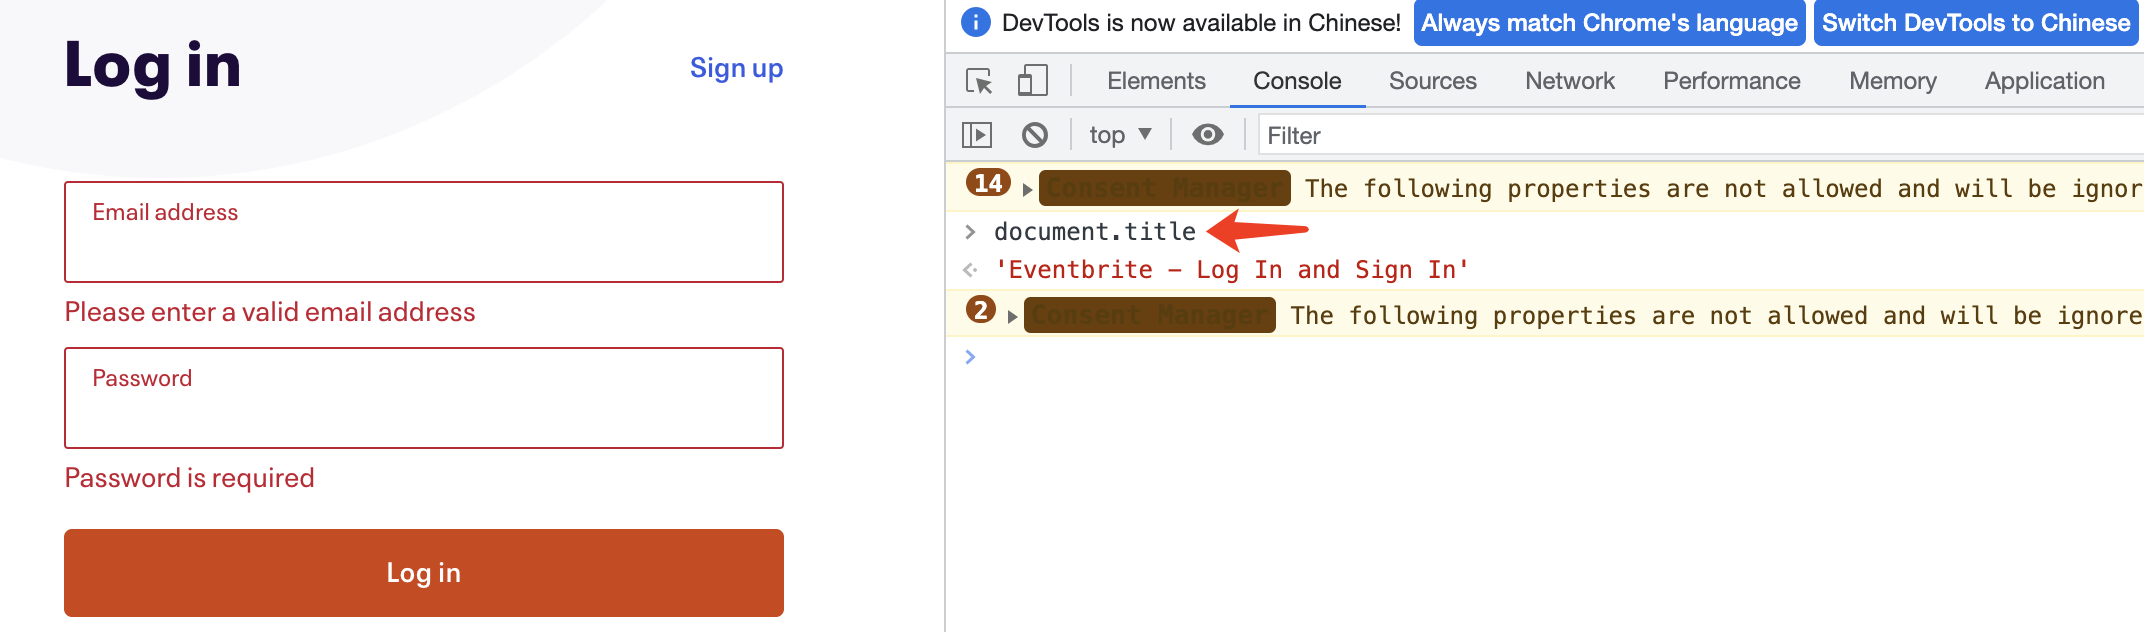 Log in
Sign up
Email address
Please enter a valid email address
Password
Password is required
Log in
DevTools is now available in Chinese! Always match Chrome's language Switch DevTools to Chinese
Elements Console Sources Network Performance Memory Application
top Filter
14 Consent Manager The following properties are not allowed and will be ignor
document.title
'Eventbrite – Log In and Sign In'
2 Consent Manager The following properties are not allowed and will be ignore